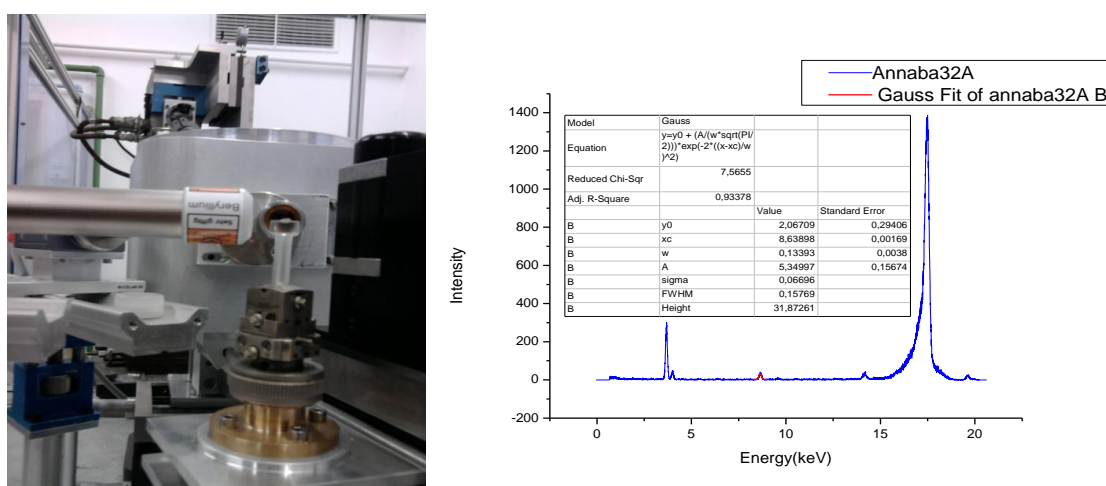 Beryllium
Sehr giftig
Annaba32A
Gauss Fit of annaba32A B
Model Gauss
Equation y=y0 + (A/(w*sqrt(PI/
2)))*exp(-2*((x-xc)/w
)^2)
Reduced Chi-Sqr 7,5655
Adj. R-Square 0,93378
Value Standard Error
B y0 2,06709 0,29406
B xc 8,63898 0,00169
B w 0,13393 0,0038
B A 5,34997 0,15674
B sigma 0,06696
B FWHM 0,15769
B Height 31,87261
1400
1200
1000
800
600
400
200
0
-200
Intensity
0 5 10 15 20
Energy(keV)